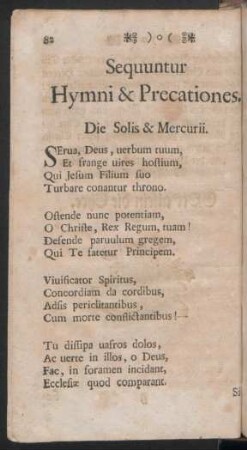 82 )o(
Sequuntur
Hymni & Precationes.
Die Solis & Mercurii.
SErua, Deus, uerbum tuum,
Et frange uires hostium,
Qui Jesum Filium suo
Turbare conantur throno.
Ostende nunc potentiam,
O Christe, Rex Regum, tuam!
Defende paruulum gregem,
Qui Te fatetur Principem.
Viuificator Spiritus,
Concordiam da cordibus,
Adsis periclitantibus,
Cum morte conflictantibus!
Tu dissipa uafros dolos,
Ac uerte in illos, o Deus,
Fac, in foramen incidant,
Ecclesiæ quod comparant.
Si